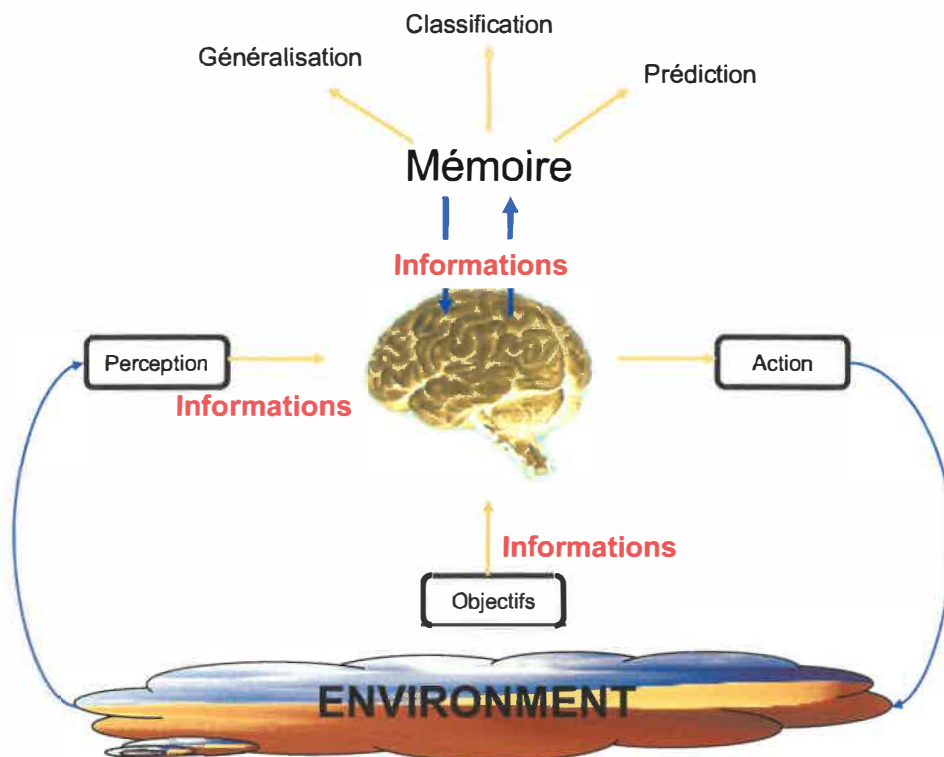 Classification
Généralisation
Prédiction
Mémoire
Informations
Perception
Action
Informations
Informations
Objectifs
ENVIRONMENT